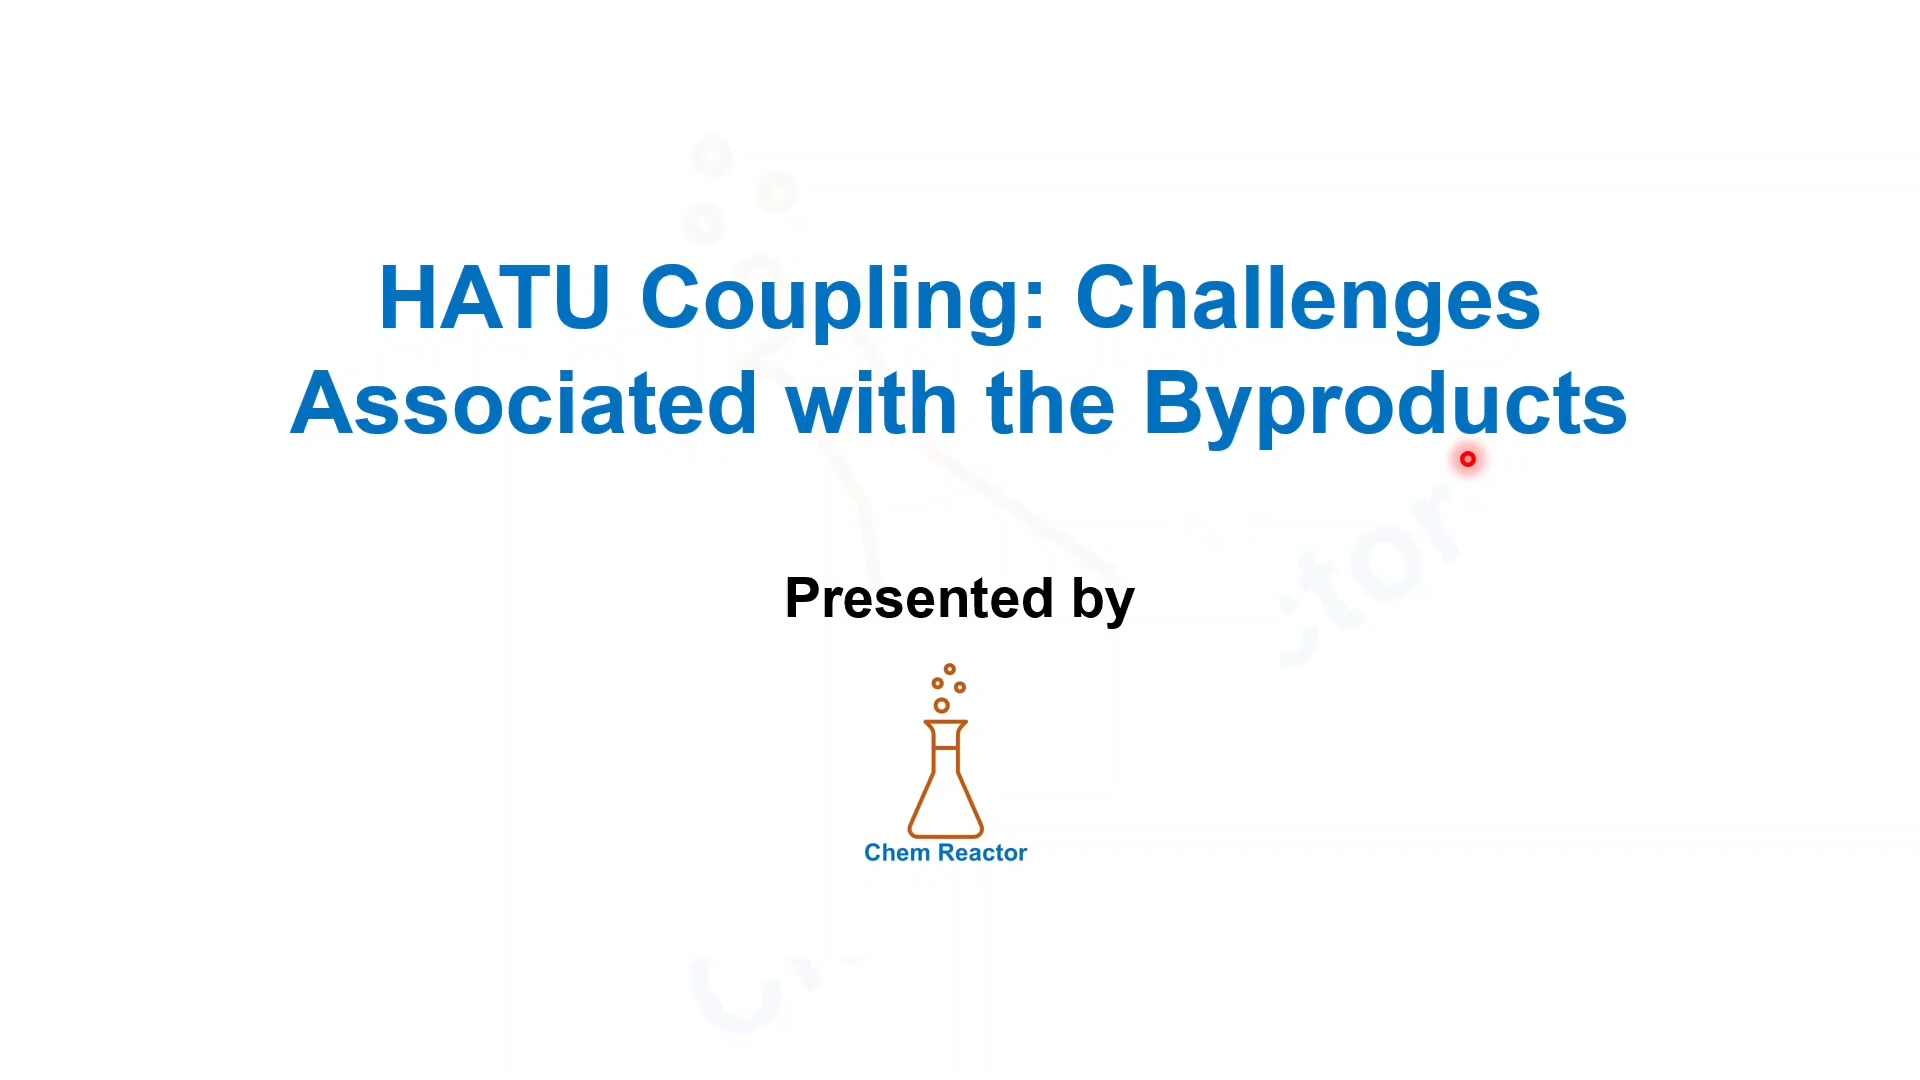 HATU Coupling: Challenges
Associated with the Byproducts
Presented by
Chem Reactor